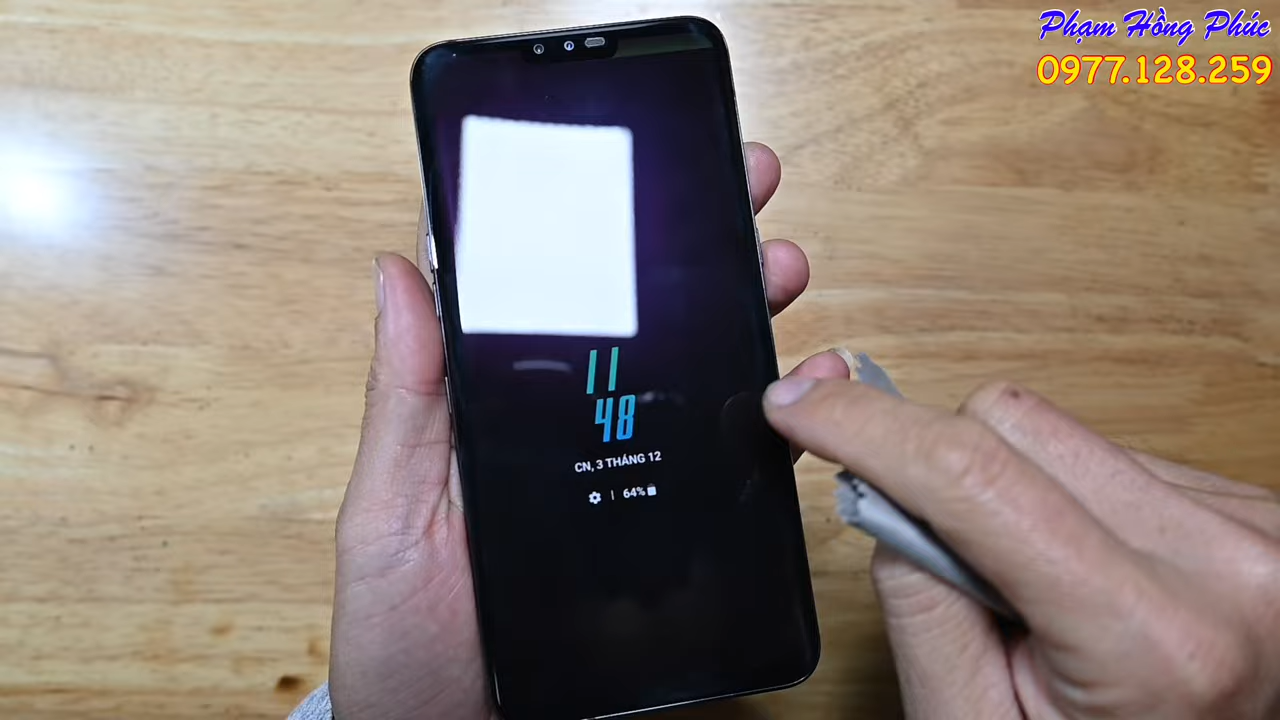 Phạm Hồng Phúc
0977.128.259
11
48
CN, 3 THÁNG 12
64%